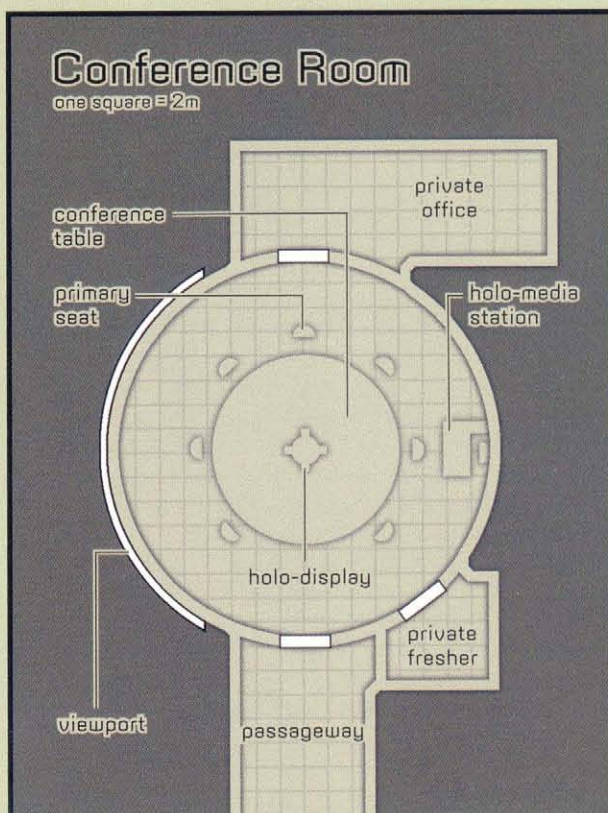 Conference Room
one square = 2m
private
office
conference
table
primary
seat
holo-media
station
holo-display
private
fresher
viewport
passageway